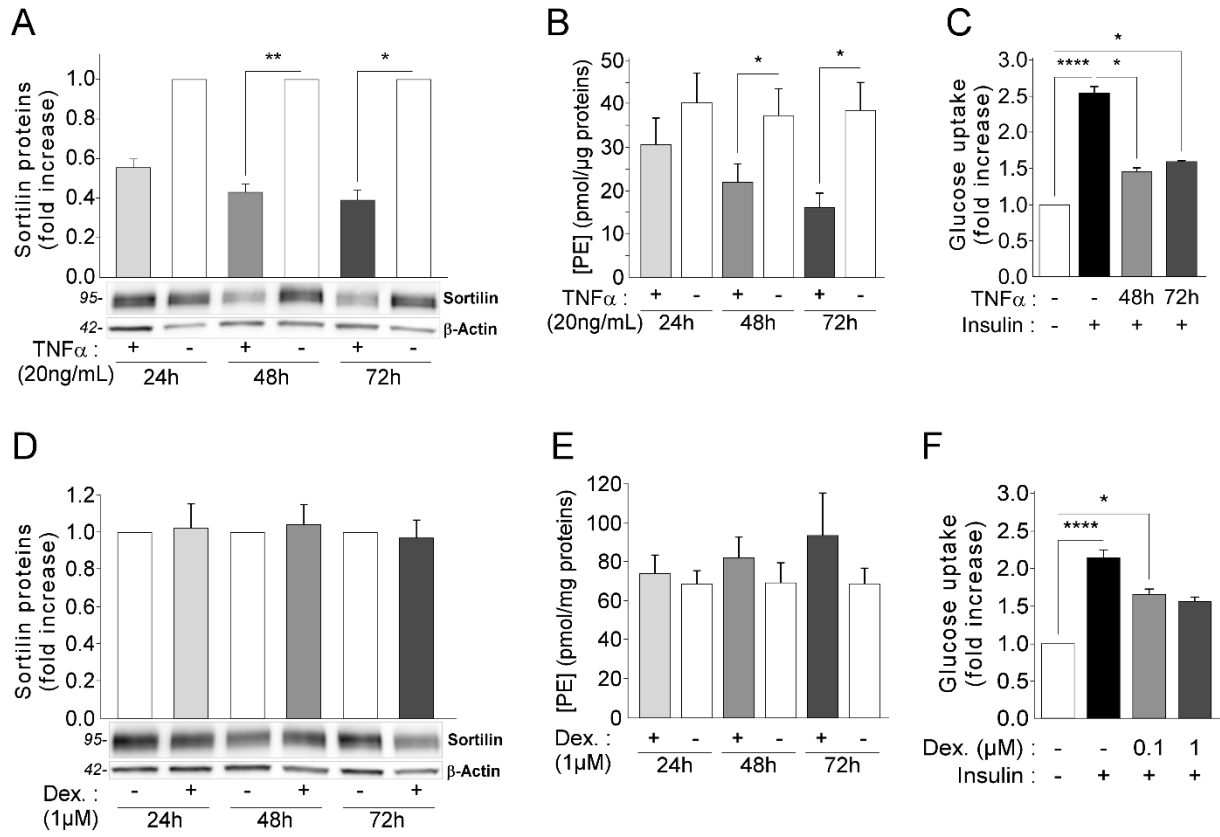 A
Sortilin proteins
(fold increase)
1.0
0.8
0.6
0.4
0.2
0.0
** *
95- Sortilin
42- β-Actin
TNFα : + - + - + -
(20ng/mL) 24h 48h 72h
B
[PE] (pmol/µg proteins)
50
40
30
20
10
0
* *
TNFα : + - + - + -
(20ng/mL) 24h 48h 72h
C
Glucose uptake
(fold increase)
3.0
2.5
2.0
1.5
1.0
0.5
0.0
*
**** *
TNFα : - - 48h 72h
Insulin : - + + +
D
Sortilin proteins
(fold increase)
1.2
1.0
0.8
0.6
0.4
0.2
0.0
95- Sortilin
42- β-Actin
Dex. : - + - + - +
(1µM) 24h 48h 72h
E
[PE] (pmol/mg proteins)
120
100
80
60
40
20
0
Dex. : + - + - + -
(1µM) 24h 48h 72h
F
Glucose uptake
(fold increase)
3.0
2.5
2.0
1.5
1.0
0.5
0.0
*
****
Dex. (µM) : - - 0.1 1
Insulin : - + + +